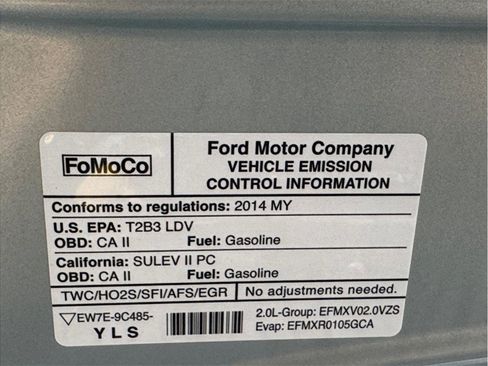 FoMoCo
Ford Motor Company
VEHICLE EMISSION
CONTROL INFORMATION
Conforms to regulations: 2014 MY
U.S. EPA: T2B3 LDV
OBD: CA II Fuel: Gasoline
California: SULEV II PC
OBD: CA II Fuel: Gasoline
TWC/HO2S/SFI/AFS/EGR No adjustments needed.
EW7E-9C485-
Y L S
2.0L-Group: EFMXV02.0VZS
Evap: EFMXR0105GCA